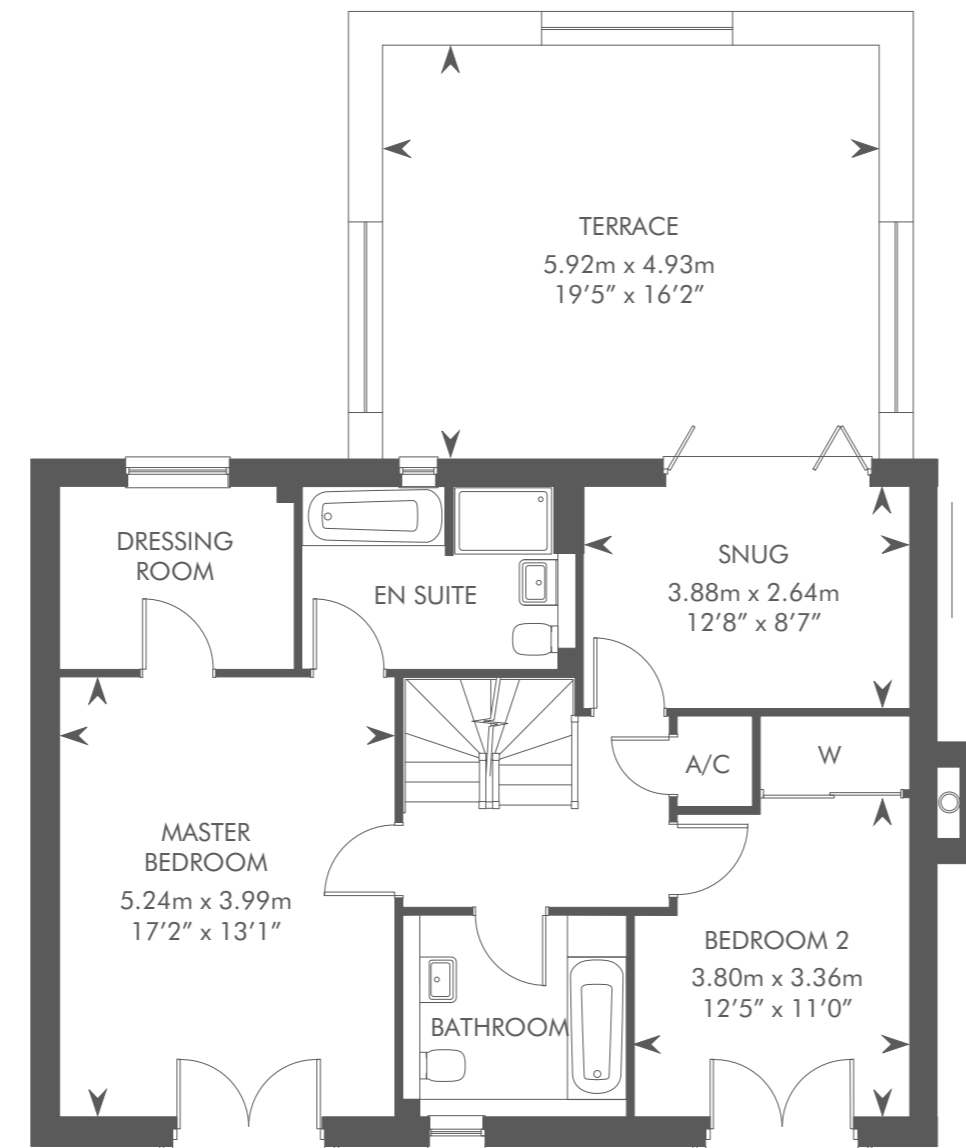 TERRACE
5.92m x 4.93m
19’5” x 16’2”
DRESSING
ROOM
EN SUITE
SNUG
3.88m x 2.64m
12’8” x 8’7”
A/C
W
MASTER
BEDROOM
5.24m x 3.99m
17’2” x 13’1”
BEDROOM 2
3.80m x 3.36m
12’5” x 11’0”
BATHROOM